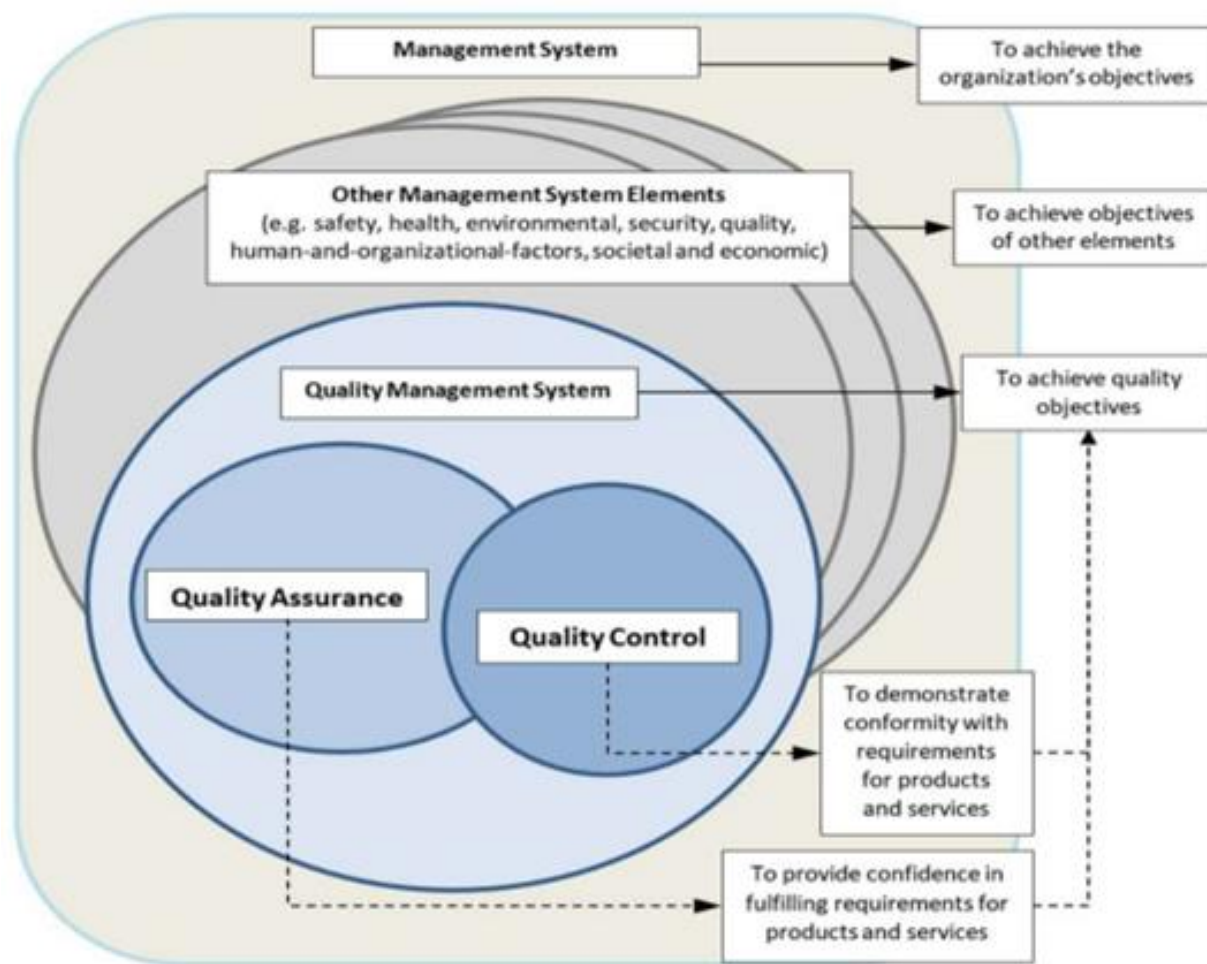 Management System
To achieve the
organization's objectives
Other Management System Elements
(e.g. safety, health, environmental, security, quality,
human-and-organizational-factors, societal and economic)
To achieve objectives
of other elements
Quality Management System
To achieve quality
objectives
Quality Assurance
Quality Control
To demonstrate
conformity with
requirements
for products
and services
To provide confidence in
fulfilling requirements for
products and services